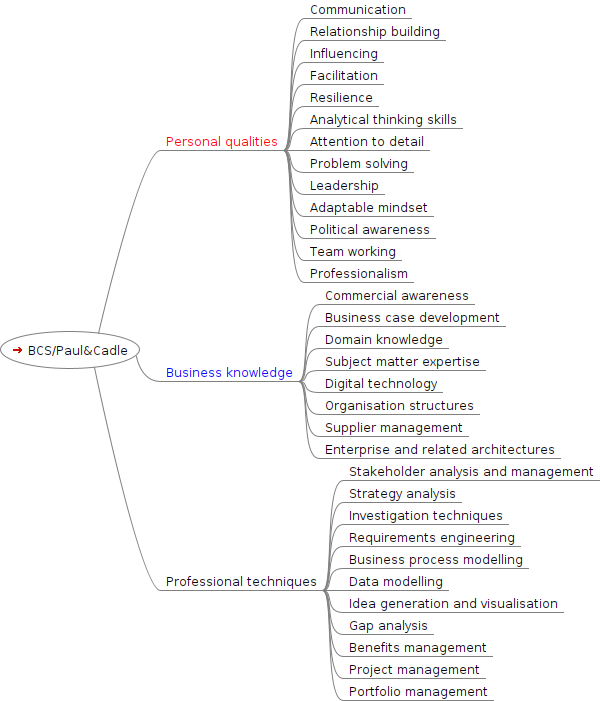 BCS/Paul&Cadle
Personal qualities
Communication
Relationship building
Influencing
Facilitation
Resilience
Analytical thinking skills
Attention to detail
Problem solving
Leadership
Adaptable mindset
Political awareness
Team working
Professionalism
Business knowledge
Commercial awareness
Business case development
Domain knowledge
Subject matter expertise
Digital technology
Organisation structures
Supplier management
Enterprise and related architectures
Professional techniques
Stakeholder analysis and management
Strategy analysis
Investigation techniques
Requirements engineering
Business process modelling
Data modelling
Idea generation and visualisation
Gap analysis
Benefits management
Project management
Portfolio management